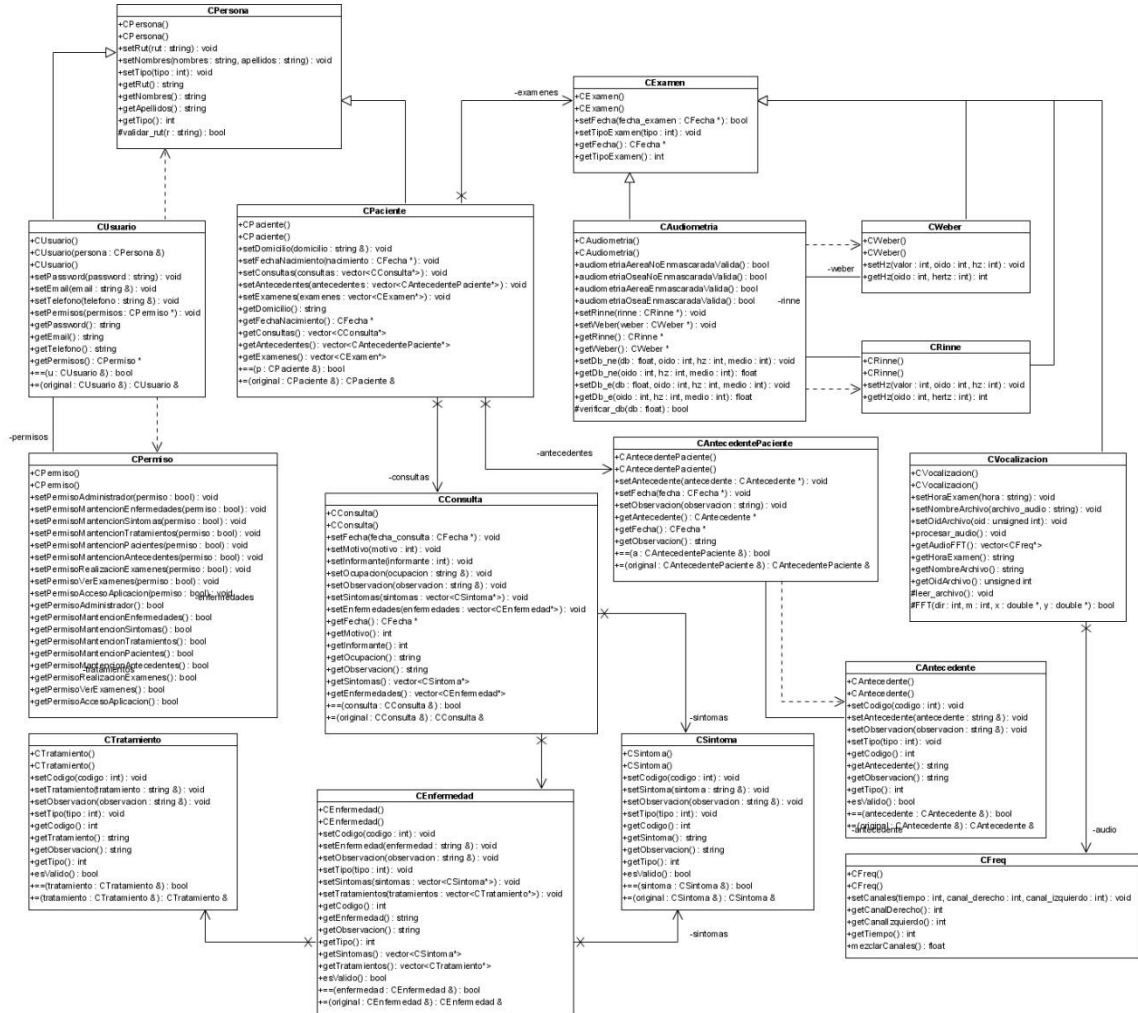 CPersona
+CPersona()
+CPersona()
+setRut(rut : string) : void
+setNombres(nombres : string, apellidos : string) : void
+setTipo(tipo : int) : void
+getRut() : string
+getNombres() : string
+getApellidos() : string
+getTipo() : int
#validar_rut(r : string) : bool
-examenes
CExamen
+CExamen()
+CExamen()
+setFecha(fecha_examen : CFecha *) : bool
+setTipoExamen(tipo : int) : void
+getFecha() : CFecha *
+getTipoExamen() : int
CUsuario
+CUsuario()
+CUsuario(persona : CPersona &)
+CUsuario()
+setPassword(password : string) : void
+setEmail(email : string &) : void
+setTelefono(telefono : string &) : void
+setPermisos(permisos : CPermiso *) : void
+getPassword() : string
+getEmail() : string
+getTelefono() : string
+getPermisos() : CPermiso *
+==(u : CUsuario &) : bool
+=(original : CUsuario &) : CUsuario &
CPaciente
+CPaciente()
+CPaciente()
+setDomicilio(domicilio : string &) : void
+setFechaNacimiento(nacimiento : CFecha *) : void
+setConsultas(consultas : vector<CConsulta*>) : void
+setAntecedentes(antecedentes : vector<CAntecedentePaciente*>) : void
+setExamenes(examenes : vector<CExamen*>) : void
+getDomicilio() : string
+getFechaNacimiento() : CFecha *
+getConsultas() : vector<CConsulta*>
+getAntecedentes() : vector<CAntecedentePaciente*>
+getExamenes() : vector<CExamen*>
+==(p : CPaciente &) : bool
+=(original : CPaciente &) : CPaciente &
CAudiometria
+CAudiometria()
+CAudiometria()
+audiometriaAereaNoEnmascaradaValida() : bool
+audiometriaOseaNoEnmascaradaValida() : bool
+audiometriaAereaEnmascaradaValida() : bool
+audiometriaOseaEnmascaradaValida() : bool
+setRinne(rinne : CRinne *) : void
+setWeber(weber : CWeber *) : void
+getRinne() : CRinne *
+getWeber() : CWeber *
+setDb_ne(db : float, oido : int, hz : int, medio : int) : void
+getDb_ne(oido : int, hz : int, medio : int) : float
+setDb_e(db : float, oido : int, hz : int, medio : int) : void
+getDb_e(oido : int, hz : int, medio : int) : float
#verificar_db(db : float) : bool
-weber
-rinne
CWeber
+CWeber()
+CWeber()
+setHz(valor : int, oido : int, hz : int) : void
+getHz(oido : int, hertz : int) : int
CRinne
+CRinne()
+CRinne()
+setHz(valor : int, oido : int, hz : int) : void
+getHz(oido : int, hertz : int) : int
-permisos
CPermiso
+CPermiso()
+CPermiso()
+setPermisoAdministrador(permiso : bool) : void
+setPermisoMantencionEnfermedades(permiso : bool) : void
+setPermisoMantencionSintomas(permiso : bool) : void
+setPermisoMantencionTratamientos(permiso : bool) : void
+setPermisoMantencionPacientes(permiso : bool) : void
+setPermisoMantencionAntecedentes(permiso : bool) : void
+setPermisoRealizacionExamenes(permiso : bool) : void
+setPermisoVerExamenes(permiso : bool) : void
+setPermisoAccesoAplicacion(permiso : bool) : void
-enfermedades
+getPermisoAdministrador() : bool
+getPermisoMantencionEnfermedades() : bool
+getPermisoMantencionSintomas() : bool
+getPermisoMantencionTratamientos() : bool
+getPermisoMantencionPacientes() : bool
+getPermisoMantencionAntecedentes() : bool
-tratamientos
+getPermisoRealizacionExamenes() : bool
+getPermisoVerExamenes() : bool
+getPermisoAccesoAplicacion() : bool
-consultas
-antecedentes
CConsulta
+CConsulta()
+CConsulta()
+setFecha(fecha_consulta : CFecha *) : void
+setMotivo(motivo : int) : void
+setInformante(informante : int) : void
+setOcupacion(ocupacion : string &) : void
+setObservacion(observacion : string &) : void
+setSintomas(sintomas : vector<CSintoma*>) : void
+setEnfermedades(enfermedades : vector<CEnfermedad*>) : void
+getFecha() : CFecha *
+getMotivo() : int
+getInformante() : int
+getOcupacion() : string
+getObservacion() : string
+getSintomas() : vector<CSintoma*>
+getEnfermedades() : vector<CEnfermedad*>
+==(consulta : CConsulta &) : bool
+=(original : CConsulta &) : CConsulta &
CAntecedentePaciente
+CAntecedentePaciente()
+CAntecedentePaciente()
+setAntecedente(antecedente : CAntecedente *) : void
+setFecha(fecha : CFecha *) : void
+setObservacion(observacion : string) : void
+getAntecedente() : CAntecedente *
+getFecha() : CFecha *
+getObservacion() : string
+==(a : CAntecedentePaciente &) : bool
+=(original : CAntecedentePaciente &) : CAntecedentePaciente &
CVocalizacion
+CVocalizacion()
+CVocalizacion()
+setHoraExamen(hora : string) : void
+setNombreArchivo(archivo_audio : string) : void
+setOidArchivo(oid : unsigned int) : void
+procesar_audio() : void
+getAudioFFT() : vector<CFreq*>
+getHoraExamen() : string
+getNombreArchivo() : string
+getOidArchivo() : unsigned int
#leer_archivo() : void
#FFT(dir : int, m : int, x : double *, y : double *) : bool
CAntecedente
+CAntecedente()
+CAntecedente()
+setCodigo(codigo : int) : void
+setAntecedente(antecedente : string &) : void
+setObservacion(observacion : string &) : void
+setTipo(tipo : int) : void
+getCodigo() : int
+getAntecedente() : string
+getObservacion() : string
+getTipo() : int
+esValido() : bool
+==(antecedente : CAntecedente &) : bool
+=(original : CAntecedente &) : CAntecedente &
-antecedente
-sintomas
-audio
CTratamiento
+CTratamiento()
+CTratamiento()
+setCodigo(codigo : int) : void
+setTratamiento(tratamiento : string &) : void
+setObservacion(observacion : string &) : void
+setTipo(tipo : int) : void
+getCodigo() : int
+getTratamiento() : string
+getObservacion() : string
+getTipo() : int
+esValido() : bool
+==(tratamiento : CTratamiento &) : bool
+=(tratamiento : CTratamiento &) : CTratamiento &
CEnfermedad
+CEnfermedad()
+CEnfermedad()
+setCodigo(codigo : int) : void
+setEnfermedad(enfermedad : string &) : void
+setObservacion(observacion : string &) : void
+setTipo(tipo : int) : void
+setSintomas(sintomas : vector<CSintoma*>) : void
+setTratamientos(tratamientos : vector<CTratamiento*>) : void
+getCodigo() : int
+getEnfermedad() : string
+getObservacion() : string
+getTipo() : int
+getSintomas() : vector<CSintoma*>
+getTratamientos() : vector<CTratamiento*>
+esValido() : bool
+==(enfermedad : CEnfermedad &) : bool
+=(original : CEnfermedad &) : CEnfermedad &
CSintoma
+CSintoma()
+CSintoma()
+setCodigo(codigo : int) : void
+setSintoma(sintoma : string &) : void
+setObservacion(observacion : string &) : void
+setTipo(tipo : int) : void
+getCodigo() : int
+getSintoma() : string
+getObservacion() : string
+getTipo() : int
+esValido() : bool
+==(sintoma : CSintoma &) : bool
+=(original : CSintoma &) : CSintoma &
-sintomas
CFreq
+CFreq()
+CFreq()
+setCanales(tiempo : int, canal_derecho : int, canal_izquierdo : int) : void
+getCanalDerecho() : int
+getCanalIzquierdo() : int
+getTiempo() : int
+mezclarCanales() : float